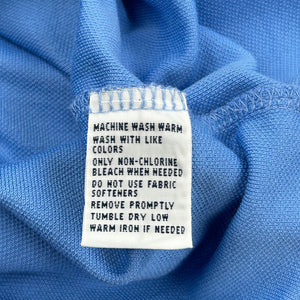 MACHINE WASH WARM
WASH WITH LIKE
COLORS
ONLY NON-CHLORINE
BLEACH WHEN NEEDED
DO NOT USE FABRIC
SOFTENERS
REMOVE PROMPTLY
TUMBLE DRY LOW
WARM IRON IF NEEDED